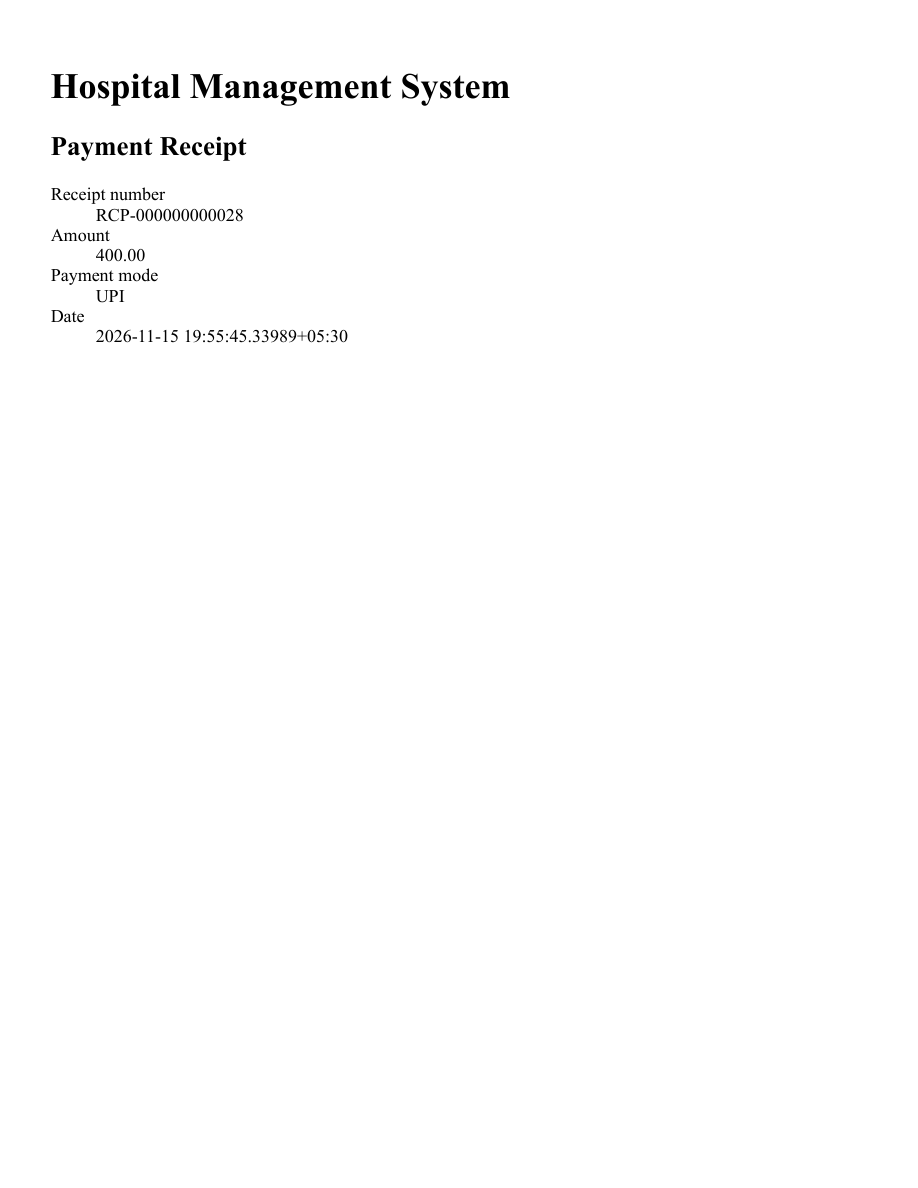 Hospital Management System
Payment Receipt
Receipt number
RCP-000000000028
Amount
400.00
Payment mode
UPI
Date
2026-11-15 19:55:45.33989+05:30